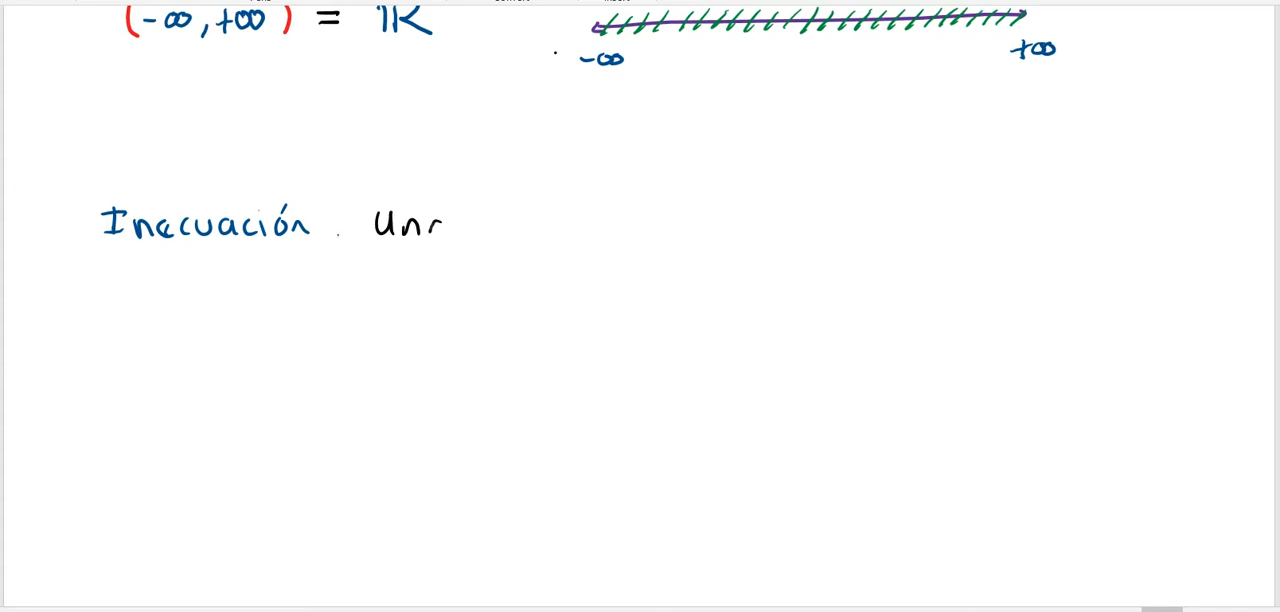 (-∞, +∞) = ℝ
-∞ +∞
Inecuación. Un